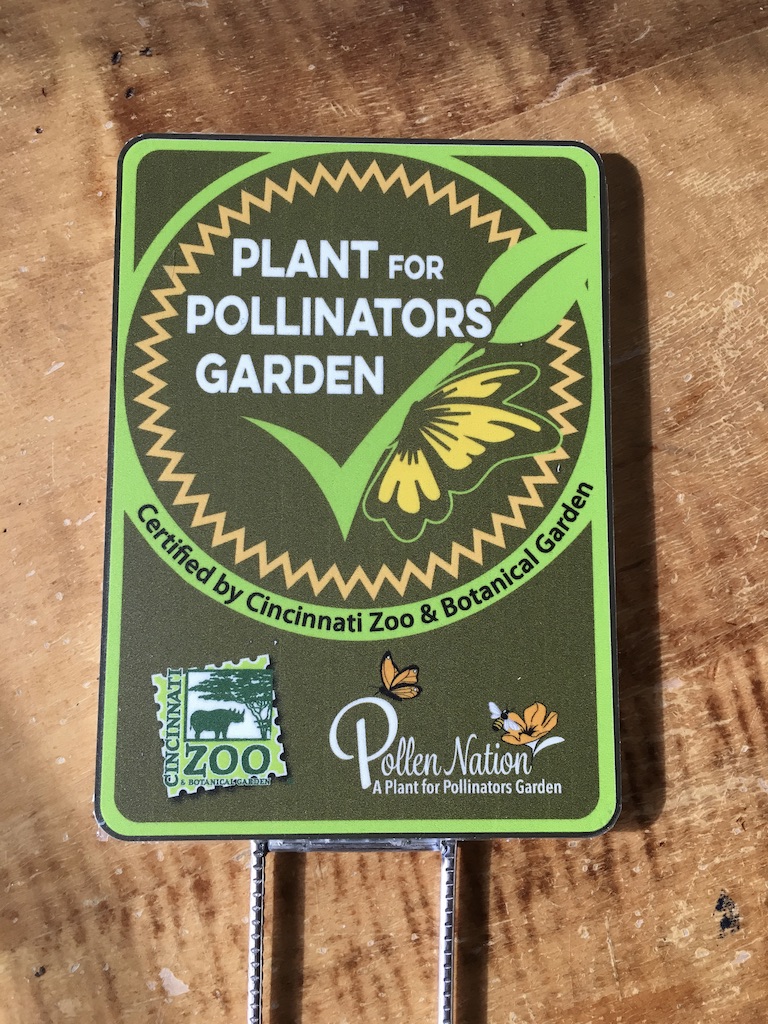 PLANT FOR
POLLINATORS
GARDEN
Certified by Cincinnati Zoo & Botanical Garden
CINCINNATI
ZOO
& BOTANICAL GARDEN
Pollen Nation
A Plant for Pollinators Garden